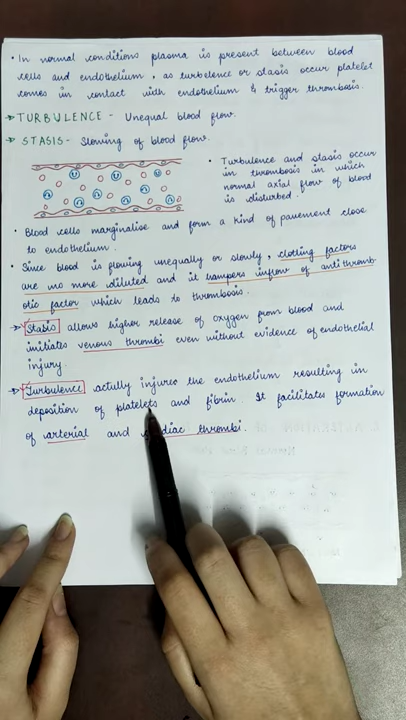 • In normal conditions plasma is present between blood
cells and endothelium, as turbelence or stasis occur platelet
comes in contact with endothelium & trigger thrombosis.
→ TURBULENCE - Unequal blood flow.
→ STASIS - Slowing of blood flow.
• Turbulence and stasis occur
in thrombosis in which
normal axial flow of blood
is disturbed.
• Blood cells marginalise and form a kind of pavement close
to endothelium.
• Since blood is flowing unequally or slowly, clotting factors
are no more diluted and it hampers inflow of antithromb
otic factor which leads to thrombosis.
→ Stasis allows higher release of oxygen from blood and
initiates venous thrombi even without evidence of endothelial
injury.
→ Turbulence actully injures the endothelium resulting in
deposition of platelets and fibrin It facilitates formation
of arterial and cardiac thrombi.